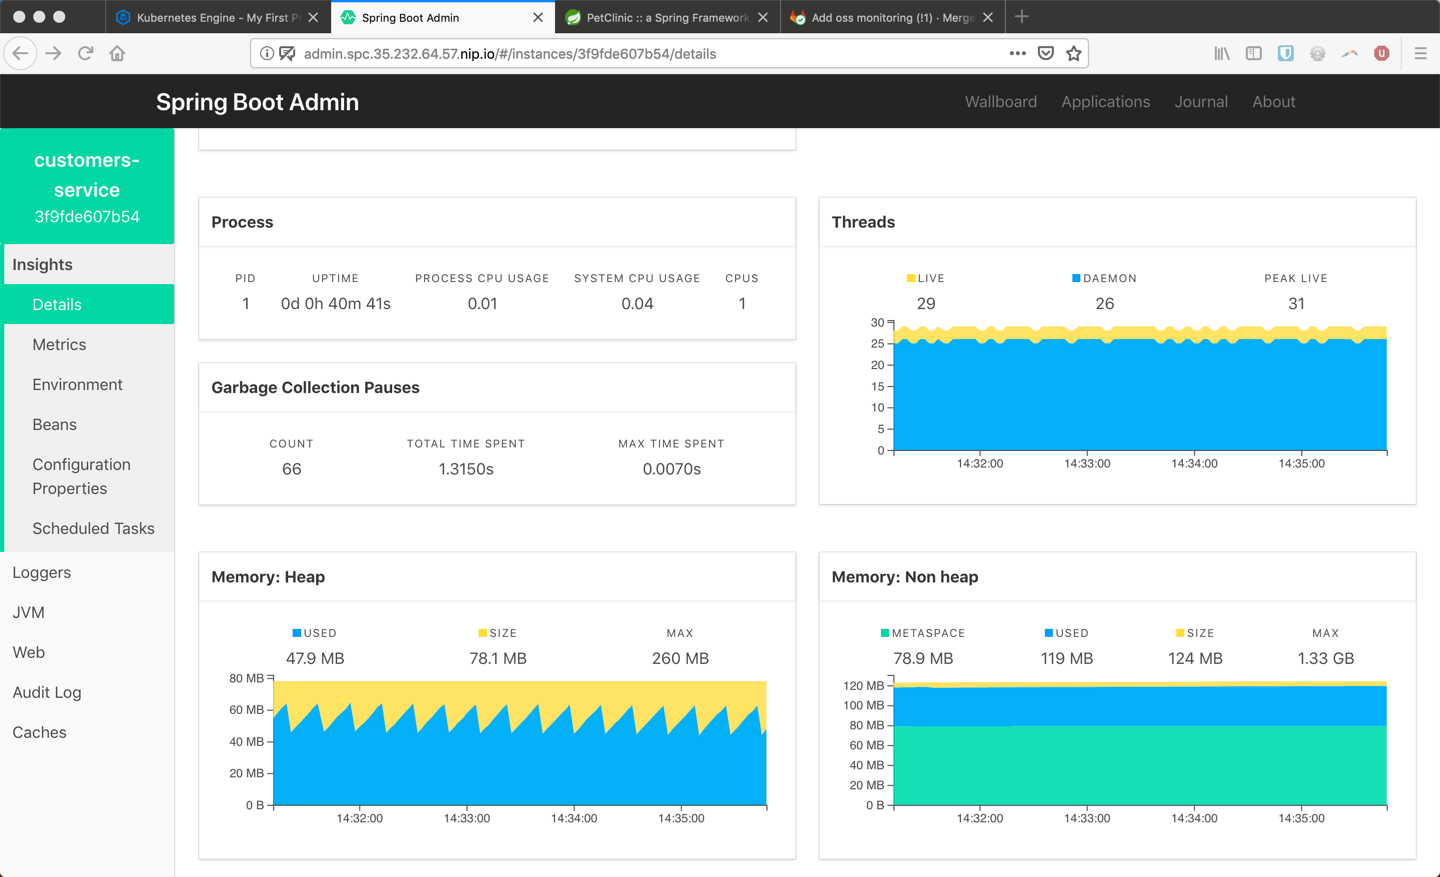 Kubernetes Engine - My First P
Spring Boot Admin
PetClinic :: a Spring Framework
Add oss monitoring (!1) · Merge
admin.spc.35.232.64.57.nip.io/#/instances/3f9fde607b54/details
Spring Boot Admin
Wallboard Applications Journal About
customers-
service
3f9fde607b54
Insights
Details
Metrics
Environment
Beans
Configuration
Properties
Scheduled Tasks
Loggers
JVM
Web
Audit Log
Caches
Process
PID UPTIME PROCESS CPU USAGE SYSTEM CPU USAGE CPUS
1 0d 0h 40m 41s 0.01 0.04 1
Threads
LIVE DAEMON PEAK LIVE
29 26 31
30
25
20
15
10
5
0
14:32:00 14:33:00 14:34:00 14:35:00
Garbage Collection Pauses
COUNT TOTAL TIME SPENT MAX TIME SPENT
66 1.3150s 0.0070s
Memory: Heap
USED SIZE MAX
47.9 MB 78.1 MB 260 MB
80 MB
60 MB
40 MB
20 MB
0 B
14:32:00 14:33:00 14:34:00 14:35:00
Memory: Non heap
METASPACE USED SIZE MAX
78.9 MB 119 MB 124 MB 1.33 GB
120 MB
100 MB
80 MB
60 MB
40 MB
20 MB
0 B
14:32:00 14:33:00 14:34:00 14:35:00